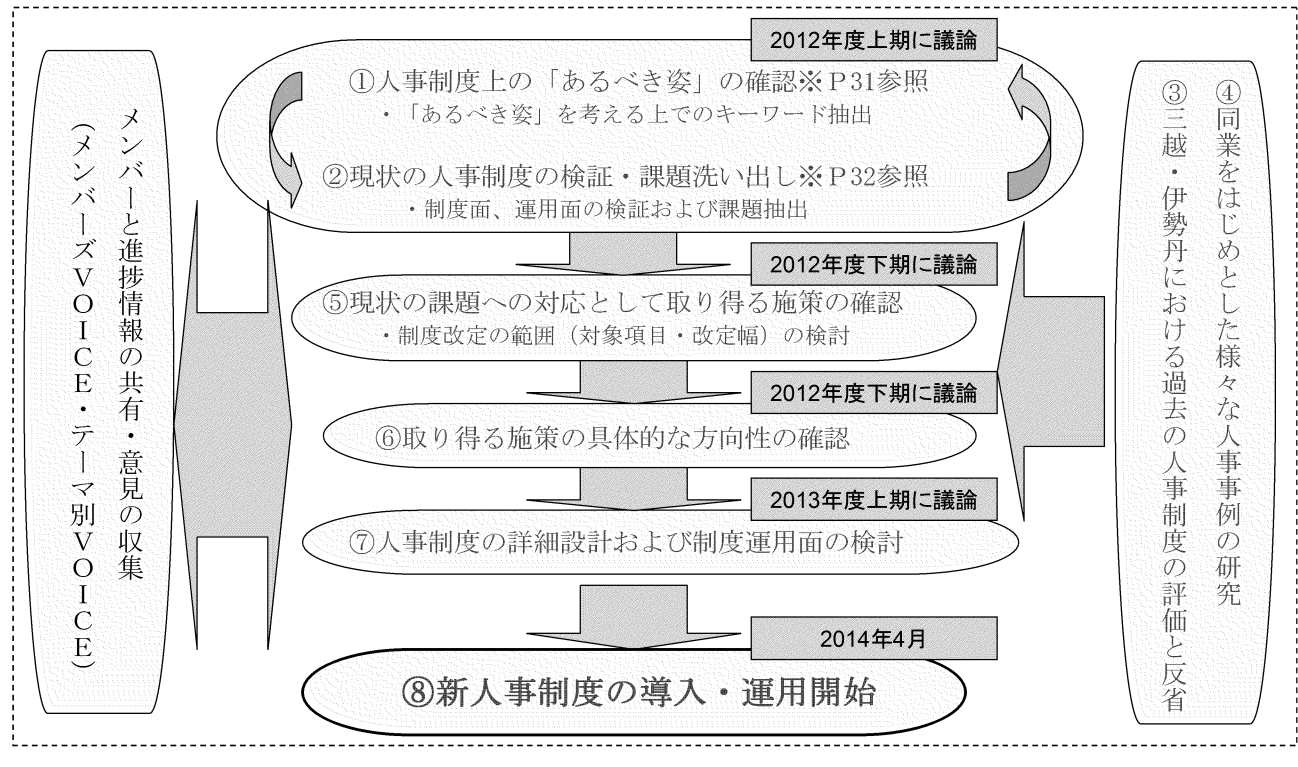 メンバーと進捗情報の共有・意見の収集
（メンバーズVOICE・テーマ別VOICE）
2012年度上期に議論
①人事制度上の「あるべき姿」の確認※P31参照
・「あるべき姿」を考える上でのキーワード抽出
②現状の人事制度の検証・課題洗い出し※P32参照
・制度面、運用面の検証および課題抽出
2012年度下期に議論
⑤現状の課題への対応として取り得る施策の確認
・制度改定の範囲（対象項目・改定幅）の検討
2012年度下期に議論
⑥取り得る施策の具体的な方向性の確認
2013年度上期に議論
⑦人事制度の詳細設計および制度運用面の検討
2014年4月
⑧新人事制度の導入・運用開始
④同業をはじめとした様々な人事事例の研究
③三越・伊勢丹における過去の人事制度の評価と反省